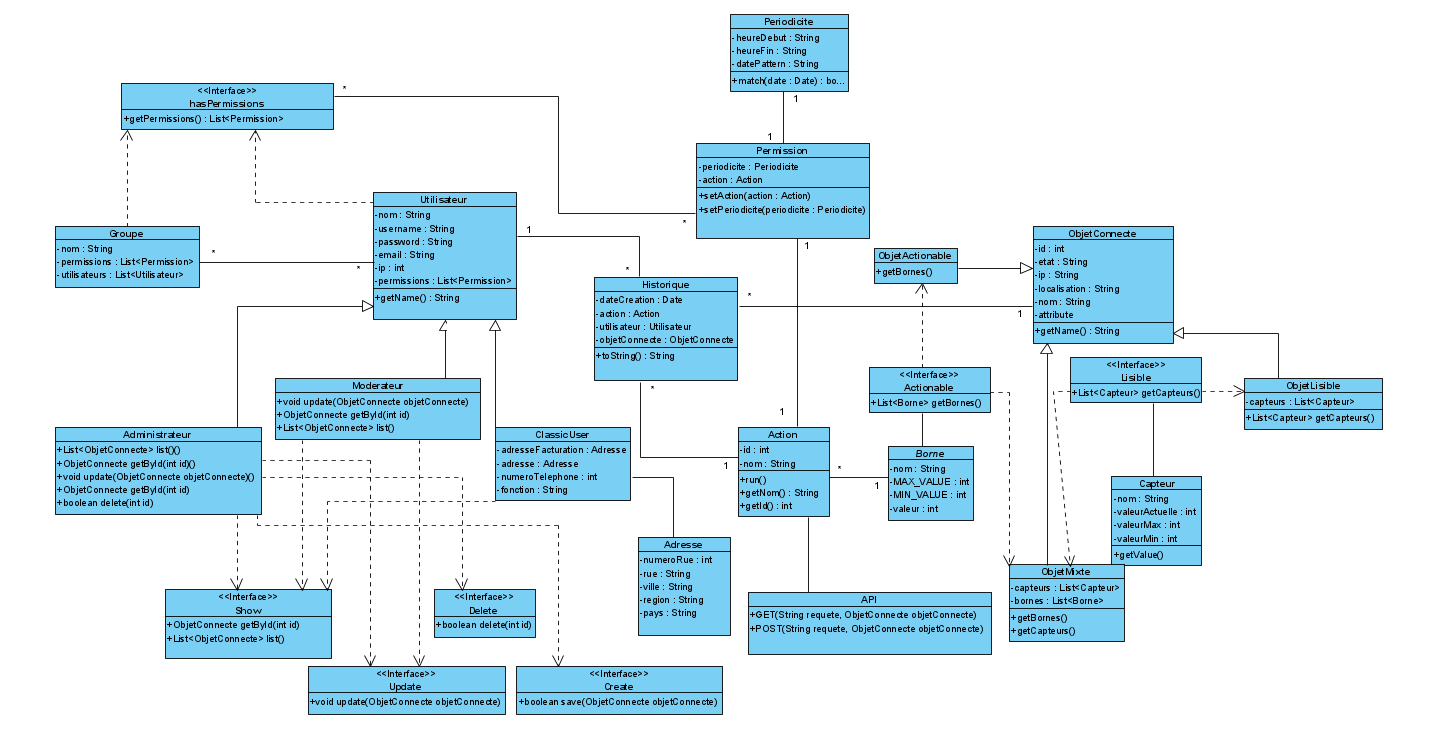 Periodicite
-heureDebut : String
-heureFin : String
-datePattern : String
+match(date : Date) : bo...
1
1
<<Interface>>
hasPermissions
+getPermissions() : List<Permission>
*
*
Permission
-periodicite : Periodicite
-action : Action
+setAction(action : Action)
+setPeriodicite(periodicite : Periodicite)
1
Utilisateur
-nom : String
-username : String
-password : String
-email : String
-ip : int
-permissions : List<Permission>
+getName() : String
1
Groupe
-nom : String
-permissions : List<Permission>
-utilisateurs : List<Utilisateur>
*
*
Historique
-dateCreation : Date
-action : Action
-utilisateur : Utilisateur
-objetConnecte : ObjetConnecte
+toString() : String
*
*
*
ObjetActionable
+getBornes()
ObjetConnecte
-id : int
-etat : String
-ip : String
-localisation : String
-nom : String
-attribute
+getName() : String
1
<<Interface>>
Actionable
+List<Borne> getBornes()
<<Interface>>
Lisible
+List<Capteur> getCapteurs()
ObjetLisible
-capteurs : List<Capteur>
+List<Capteur> getCapteurs()
Moderateur
+void update(ObjetConnecte objetConnecte)
+ObjetConnecte getById(int id)
+List<ObjetConnecte> list()
Administrateur
+List<ObjetConnecte> list()()
+ObjetConnecte getById(int id)()
+void update(ObjetConnecte objetConnecte)()
+ObjetConnecte getById(int id)
+boolean delete(int id)
ClassicUser
-adresseFacturation : Adresse
-adresse : Adresse
-numeroTelephone : int
-fonction : String
1
1
Action
-id : int
-nom : String
+run()
+getNom() : String
+getId() : int
*
1
Borne
-nom : String
-MAX_VALUE : int
-MIN_VALUE : int
-valeur : int
Capteur
-nom : String
-valeurActuelle : int
-valeurMax : int
-valeurMin : int
+getValue()
Adresse
-numeroRue : int
-rue : String
-ville : String
-region : String
-pays : String
ObjetMixte
-capteurs : List<Capteur>
-bornes : List<Borne>
+getBornes()
+getCapteurs()
API
+GET(String requete, ObjetConnecte objetConnecte)
+POST(String requete, ObjetConnecte objetConnecte)
<<Interface>>
Show
+ObjetConnecte getById(int id)
+List<ObjetConnecte> list()
<<Interface>>
Delete
+boolean delete(int id)
<<Interface>>
Update
+void update(ObjetConnecte objetConnecte)
<<Interface>>
Create
+boolean save(ObjetConnecte objetConnecte)